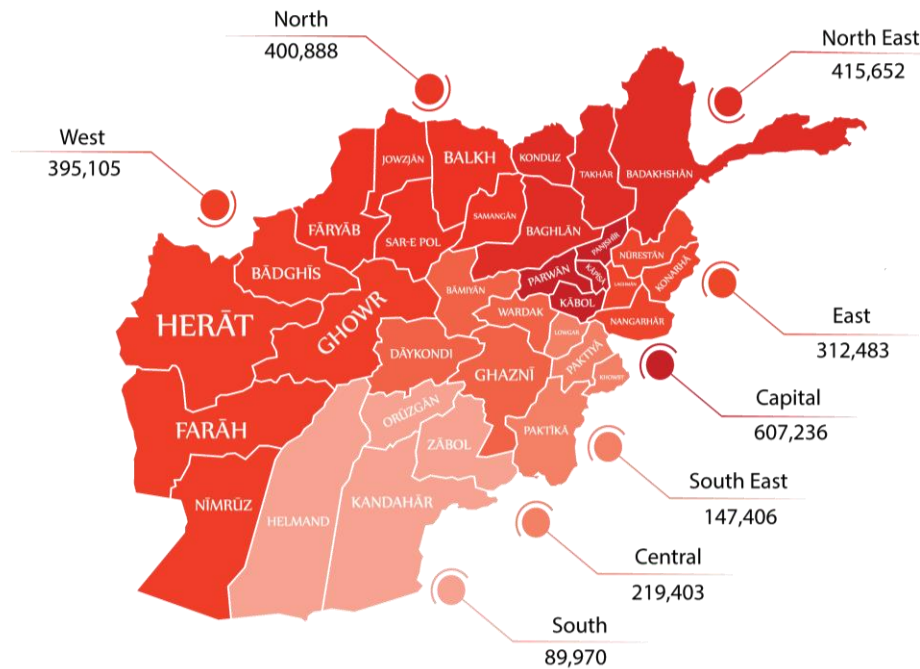 North
400,888
North East
415,652
West
395,105
JOWZJĀN
BALKH
KONDUZ
TAKHĀR
BADAKHSHĀN
FĀRYĀB
SAR-E POL
SAMANGĀN
BAGHLĀN
PANJSHĪR
NŪRESTĀN
KONARHĀ
BĀDGHĪS
PARWĀN
KĀPĪSĀ
LAGHMĀN
HERĀT
GHOWR
BĀMIYĀN
WARDAK
KĀBOL
NANGARHĀR
East
312,483
LOWGAR
DĀYKONDI
GHAZNĪ
PAKTIYĀ
KHOWST
Capital
607,236
FARĀH
ORŪZGĀN
ZĀBOL
PAKTĪKĀ
South East
147,406
NĪMRŪZ
HELMAND
KANDAHĀR
Central
219,403
South
89,970